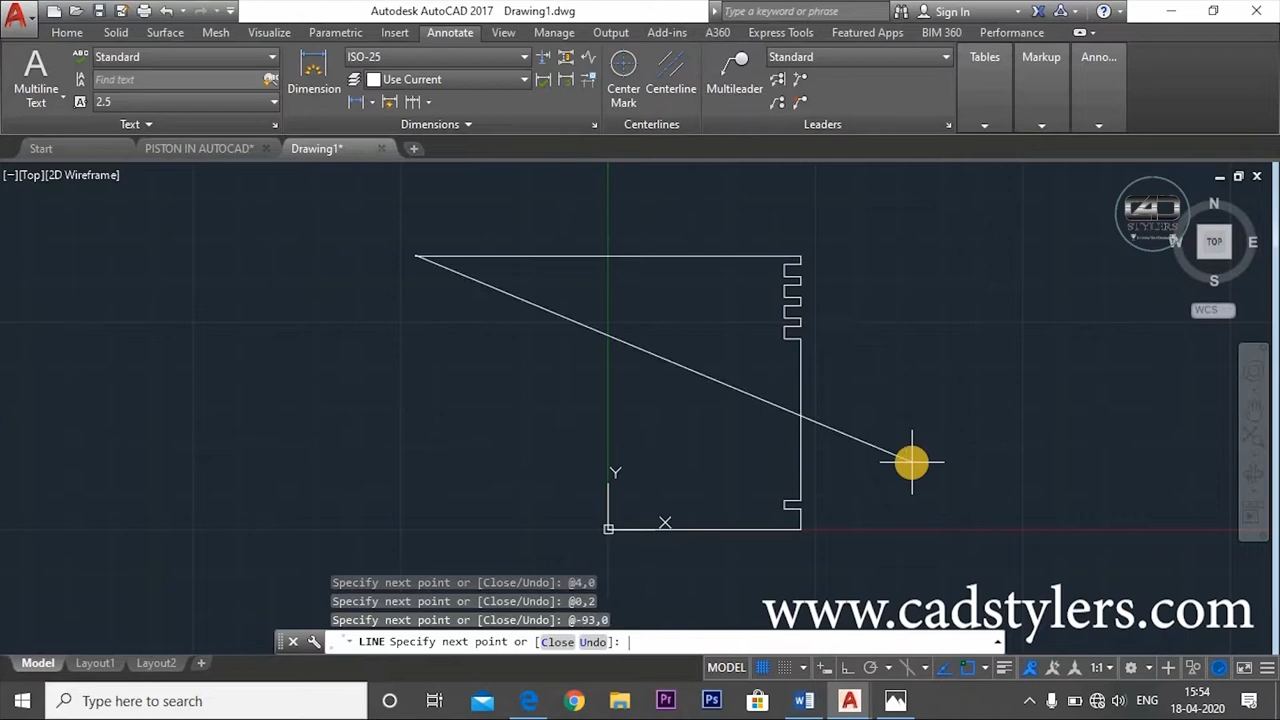 Autodesk AutoCAD 2017 Drawing1.dwg
Type a keyword or phrase
Sign In
Home Solid Surface Mesh Visualize Parametric Insert Annotate View Manage Output Add-ins A360 Express Tools Featured Apps BIM 360 Performance
Multiline Text
Standard
Find text
2.5
Text
Dimension
ISO-25
Use Current
Dimensions
Center Mark
Centerline
Centerlines
Multileader
Standard
Leaders
Tables
Markup
Anno...
Start PISTON IN AUTOCAD* Drawing1*
[−][Top][2D Wireframe]
CAD
STYLERS
N
W TOP E
S
WCS
Y
X
Specify next point or [Close/Undo]: @4,0
Specify next point or [Close/Undo]: @0,2
Specify next point or [Close/Undo]: @-93,0
LINE Specify next point or [Close Undo]:
www.cadstylers.com
Model Layout1 Layout2
MODEL
1:1
Type here to search
Pr
Ps
ENG
15:54
18-04-2020